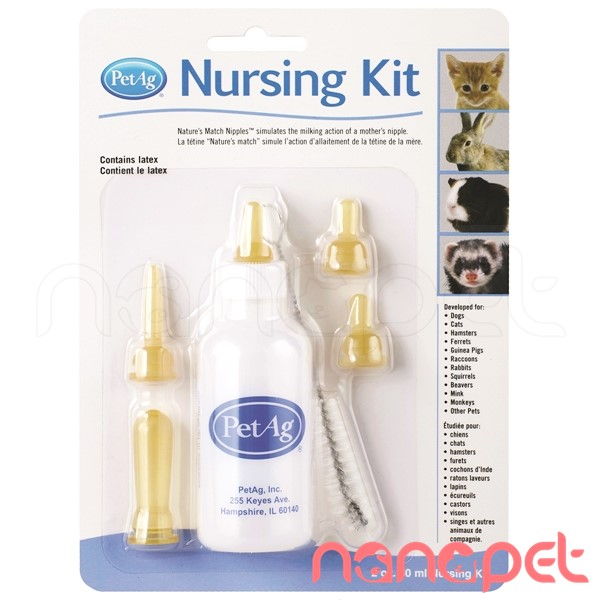 PetAg®
Nursing Kit
Nature's Match Nipples™ simulates the milking action of a mother's nipple.
La tétine "Nature's match" simule l'action d'allaitement de la tétine de la mère.
Contains latex
Contient le latex
nanapet
Developed for:
• Dogs
• Cats
• Hamsters
• Ferrets
• Guinea Pigs
• Raccoons
• Rabbits
• Squirrels
• Beavers
• Mink
• Monkeys
• Other Pets
Étudiée pour:
• chiens
• chats
• hamsters
• furets
• cochons d'Inde
• ratons laveurs
• lapins
• écureuils
• castors
• visons
• singes et autres
animaux de
compagnie.
PetAg®
PetAg, Inc.
255 Keyes Ave.
Hampshire, IL 60140
ml Nursing
nanapet